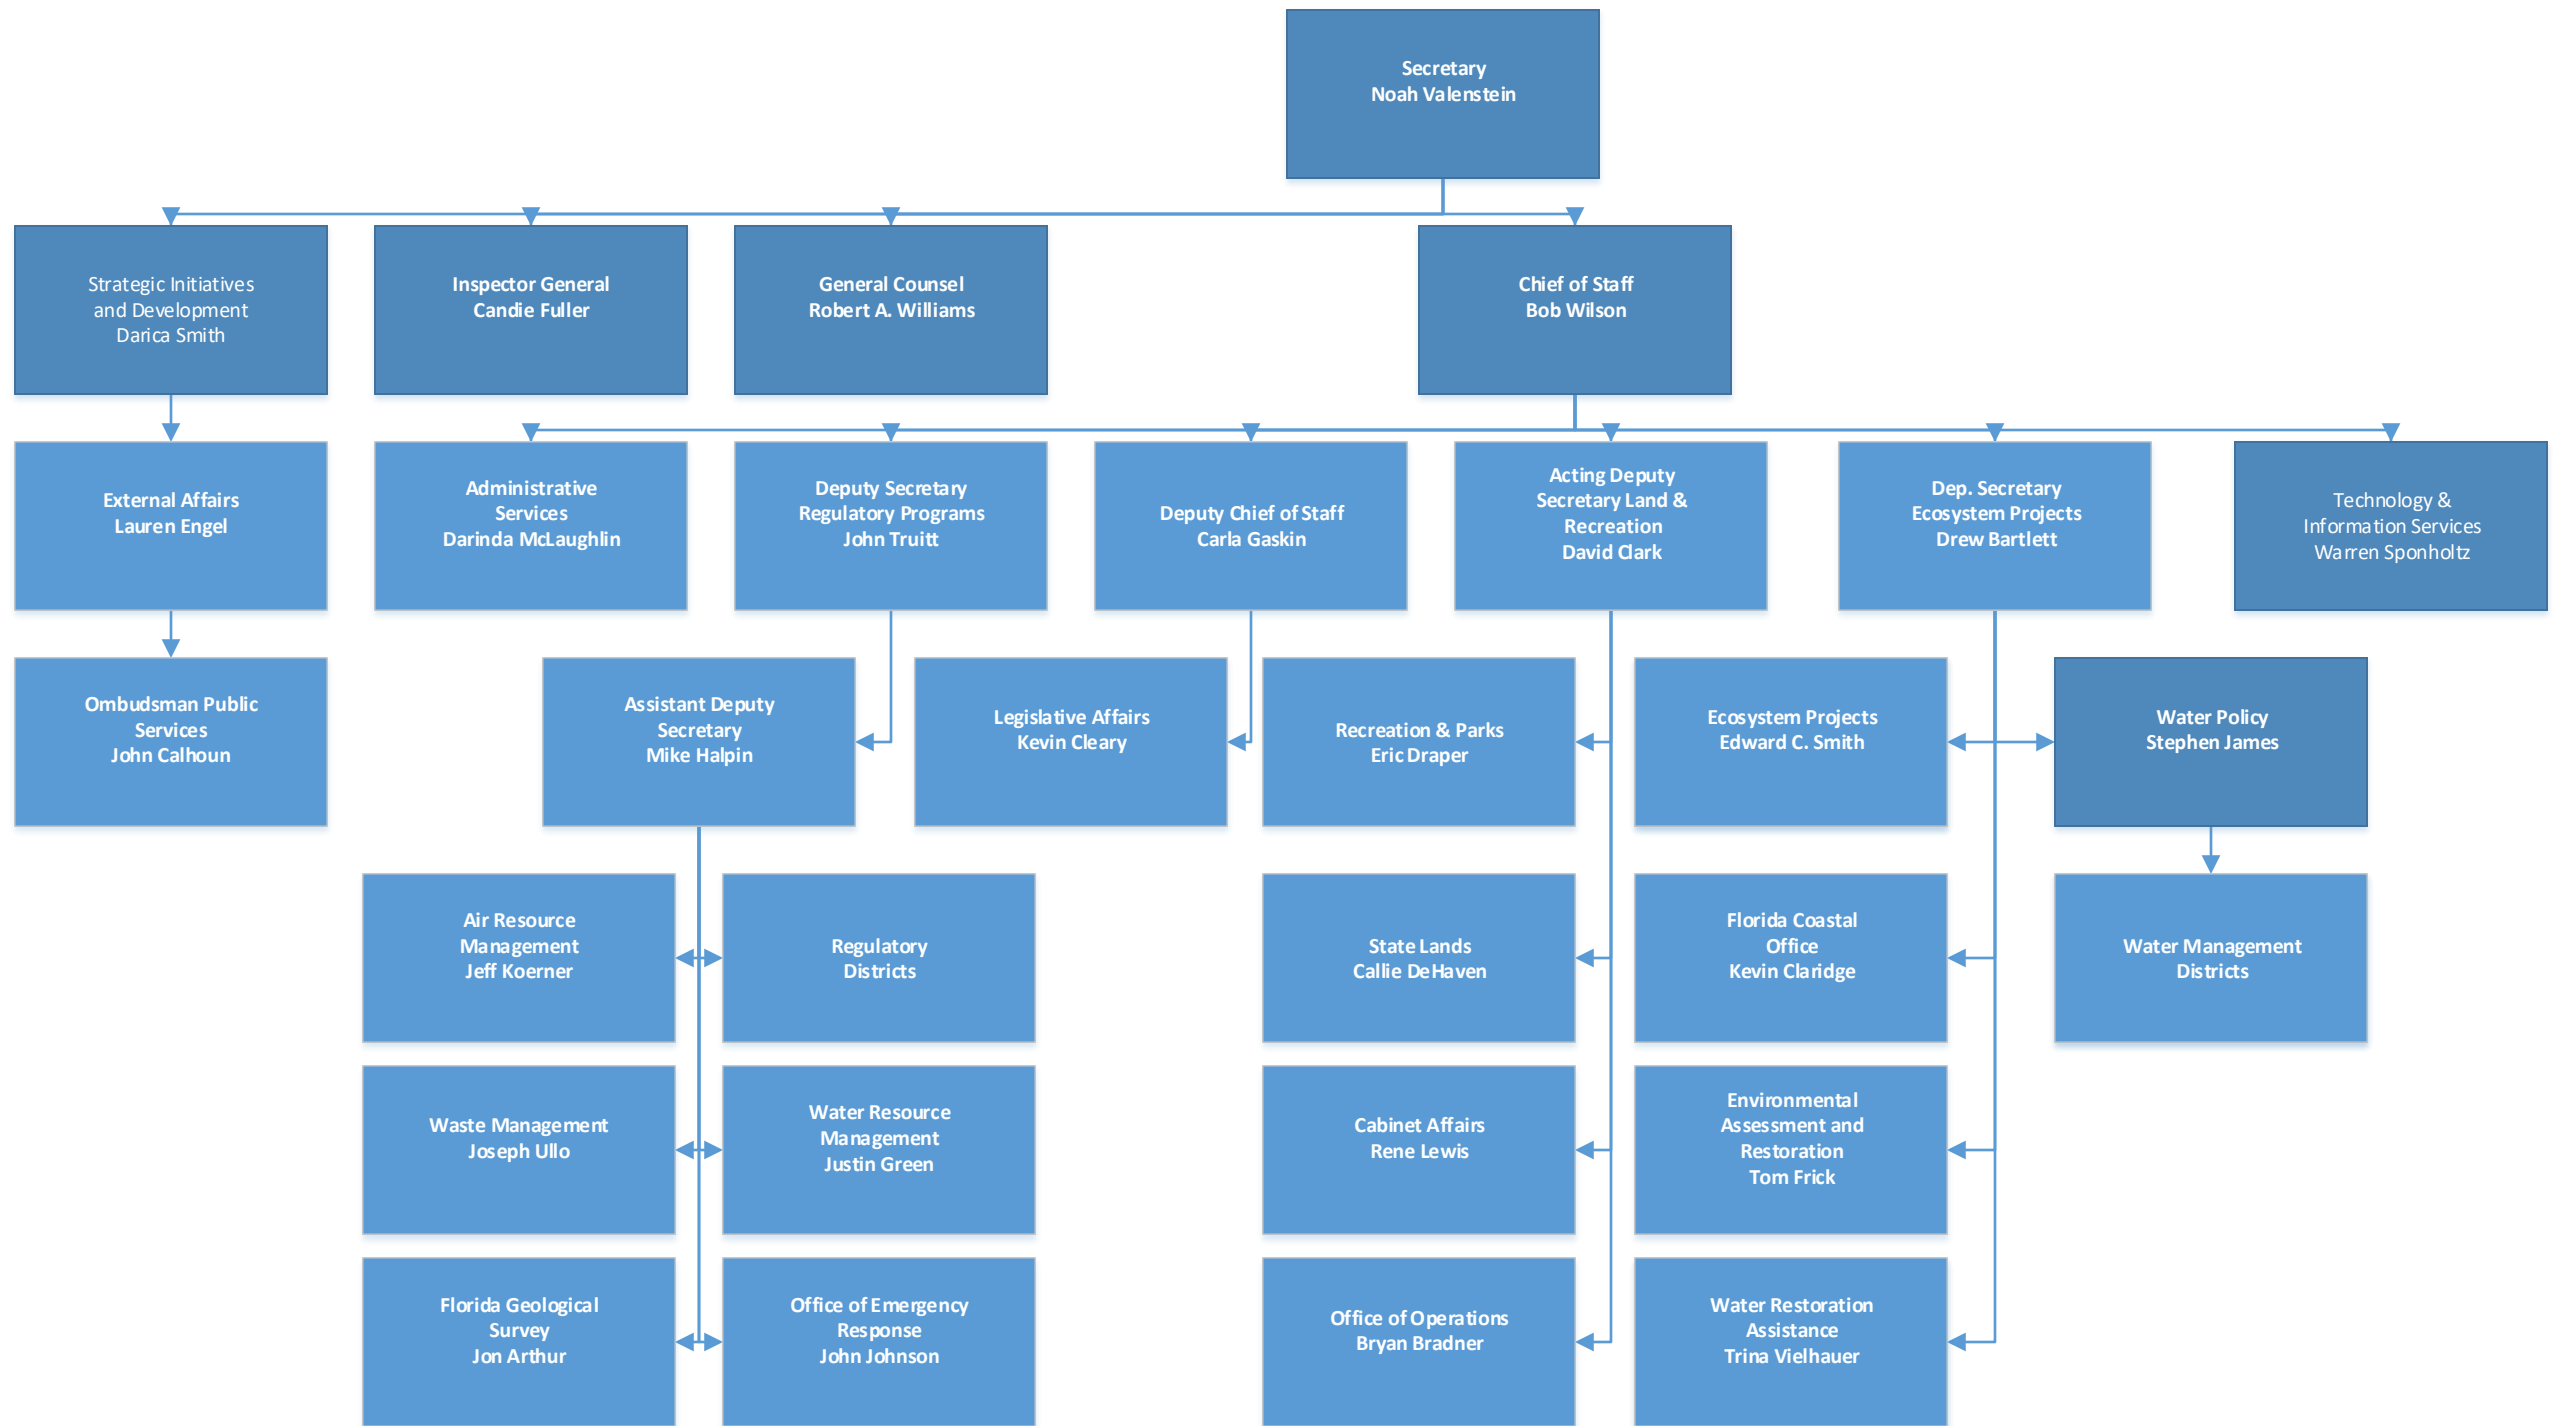 Secretary
Noah Valenstein
Strategic Initiatives
and Development
Darica Smith
Inspector General
Candie Fuller
General Counsel
Robert A. Williams
Chief of Staff
Bob Wilson
External Affairs
Lauren Engel
Administrative
Services
Darinda McLaughlin
Deputy Secretary
Regulatory Programs
John Truitt
Deputy Chief of Staff
Carla Gaskin
Acting Deputy
Secretary Land &
Recreation
David Clark
Dep. Secretary
Ecosystem Projects
Drew Bartlett
Technology &
Information Services
Warren Sponholtz
Ombudsman Public
Services
John Calhoun
Assistant Deputy
Secretary
Mike Halpin
Legislative Affairs
Kevin Cleary
Recreation & Parks
Eric Draper
Ecosystem Projects
Edward C. Smith
Water Policy
Stephen James
Air Resource
Management
Jeff Koerner
Regulatory
Districts
State Lands
Callie DeHaven
Florida Coastal
Office
Kevin Claridge
Water Management
Districts
Waste Management
Joseph Ullo
Water Resource
Management
Justin Green
Cabinet Affairs
Rene Lewis
Environmental
Assessment and
Restoration
Tom Frick
Florida Geological
Survey
Jon Arthur
Office of Emergency
Response
John Johnson
Office of Operations
Bryan Bradner
Water Restoration
Assistance
Trina Vielhauer